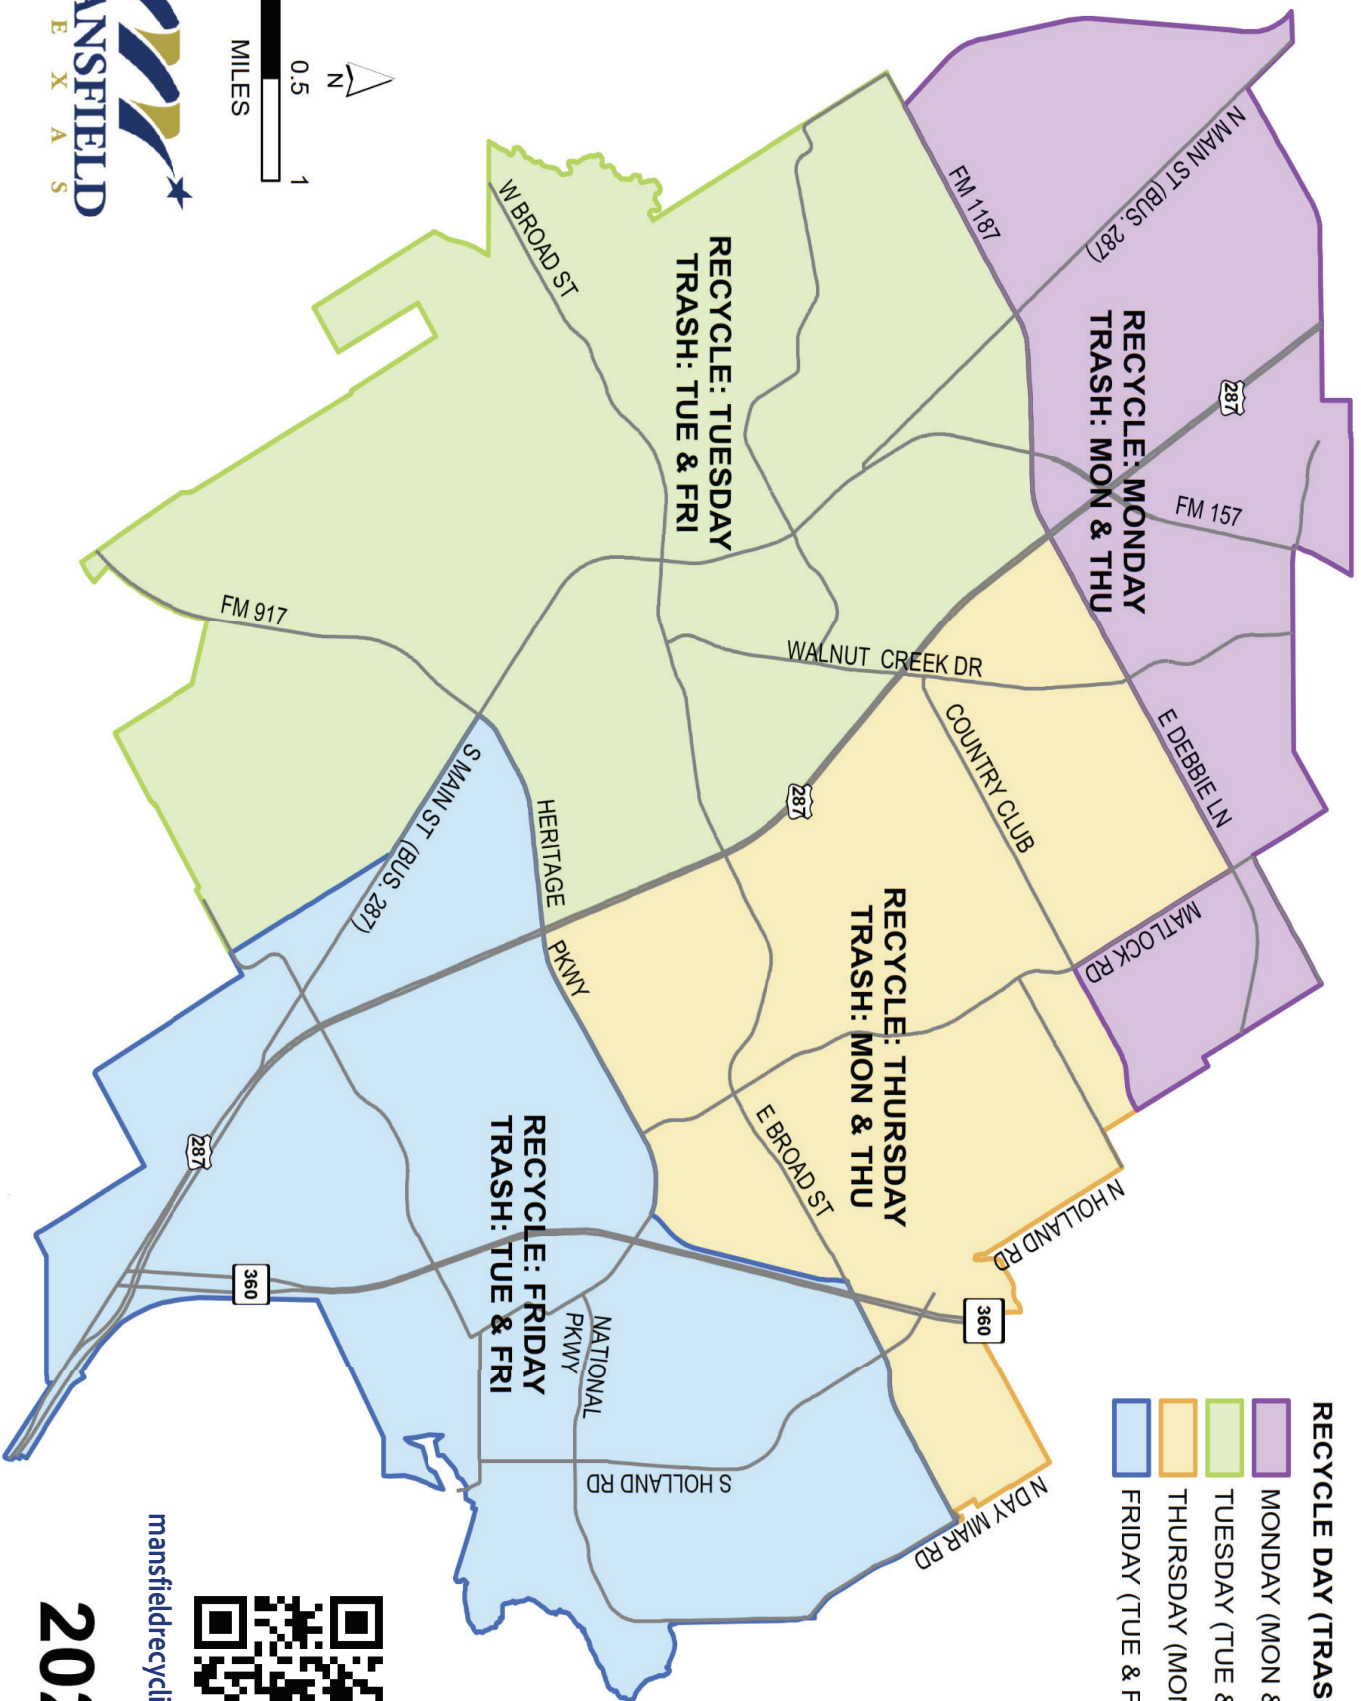 RECYCLE DAY (TRAS
MONDAY (MON &
TUESDAY (TUE &
THURSDAY (MON
FRIDAY (TUE & F
N MAIN ST (BUS. 287)
FM 1187
287
RECYCLE: MONDAY
TRASH: MON & THU
FM 157
E DEBBIE LN
W BROAD ST
RECYCLE: TUESDAY
TRASH: TUE & FRI
WALNUT CREEK DR
COUNTRY CLUB
MATLOCK RD
287
FM 917
S MAIN ST (BUS. 287)
HERITAGE
PKWY
RECYCLE: THURSDAY
TRASH: MON & THU
E BROAD ST
N HOLLAND RD
360
N DAY MIAR RD
RECYCLE: FRIDAY
TRASH: TUE & FRI
NATIONAL
PKWY
S HOLLAND RD
287
360
N
0.5
1
MILES
ANSFIELD
E X A S
mansfieldrecycli
202